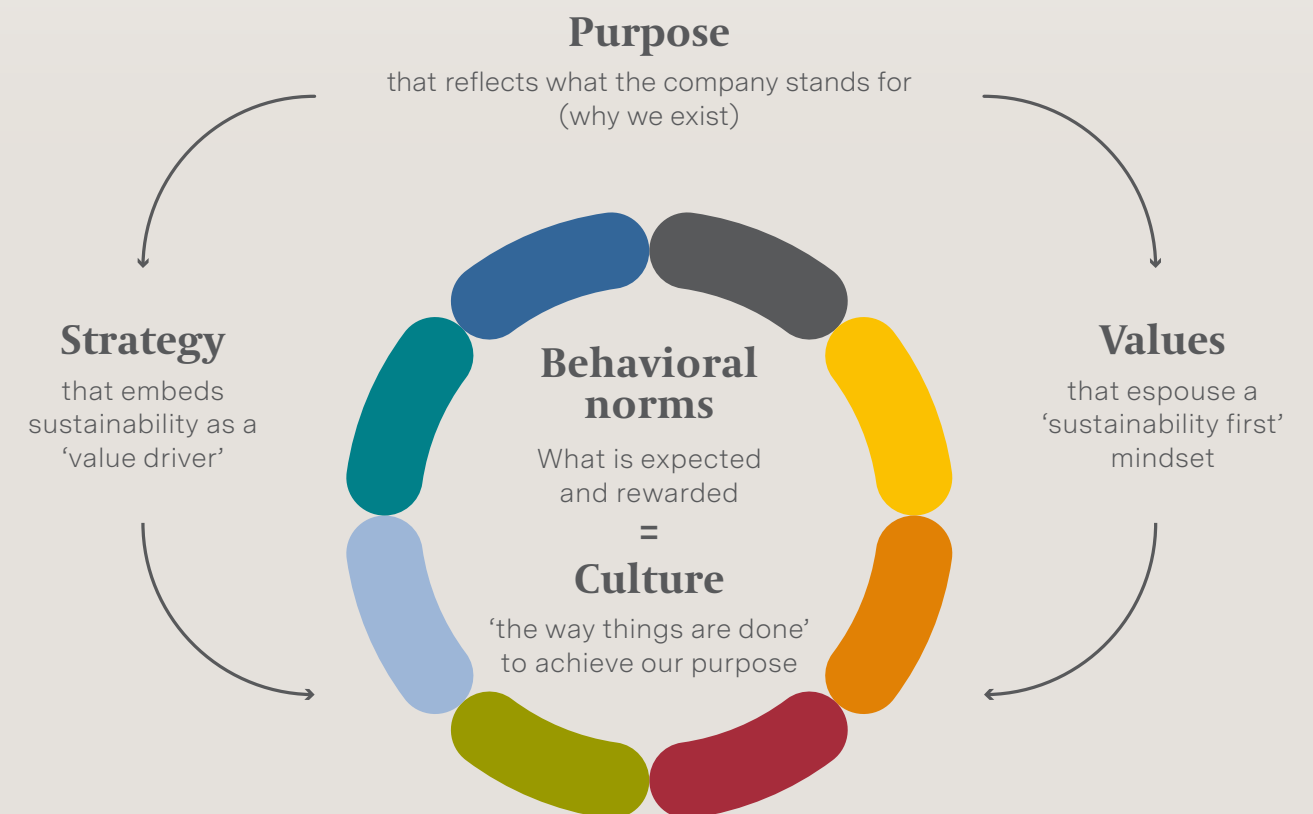 Purpose
that reflects what the company stands for
(why we exist)
Strategy
that embeds
sustainability as a
‘value driver’
Behavioral
norms
What is expected
and rewarded
=
Culture
‘the way things are done’
to achieve our purpose
Values
that espouse a
‘sustainability first’
mindset